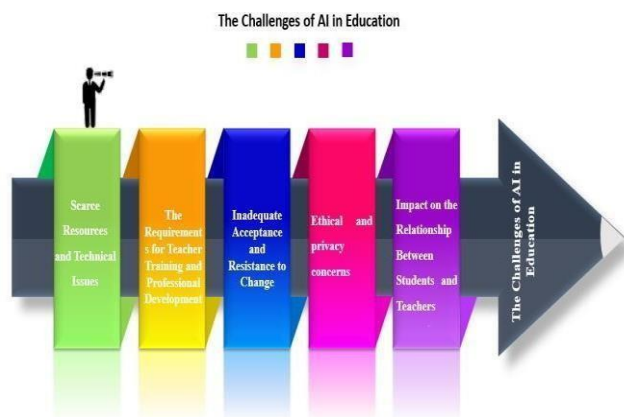 The Challenges of AI in Education
Scarce
Resources
and Technical
Issues
The
Requirement
s for Teacher
Training and
Professional
Development
Inadequate
Acceptance
and
Resistance to
Change
Ethical and
privacy
concerns
Impact on the
Relationship
Between
Students and
Teachers
The Challenges of AI in
Education